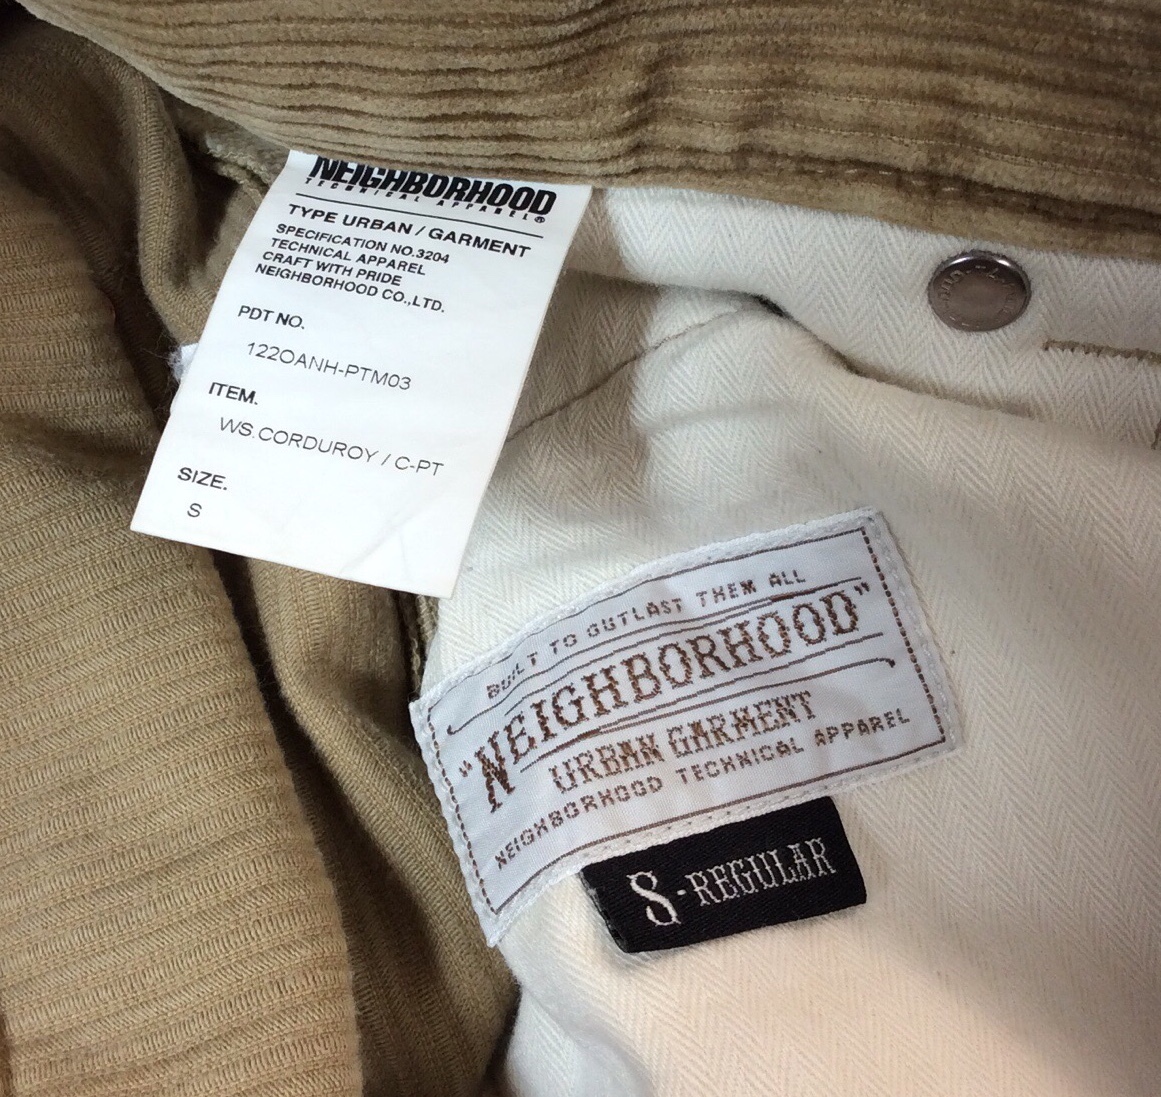 NEIGHBORHOOD
TECHNICAL APPAREL®
TYPE URBAN / GARMENT
SPECIFICATION NO.3204
TECHNICAL APPAREL
CRAFT WITH PRIDE
NEIGHBORHOOD CO.,LTD.
PDT NO.
122OANH-PTM03
ITEM.
WS.CORDUROY / C-PT
SIZE.
S
BUILT TO OUTLAST THEM ALL
"NEIGHBORHOOD"
URBAN GARMENT
NEIGHBORHOOD TECHNICAL APPAREL
S-REGULAR